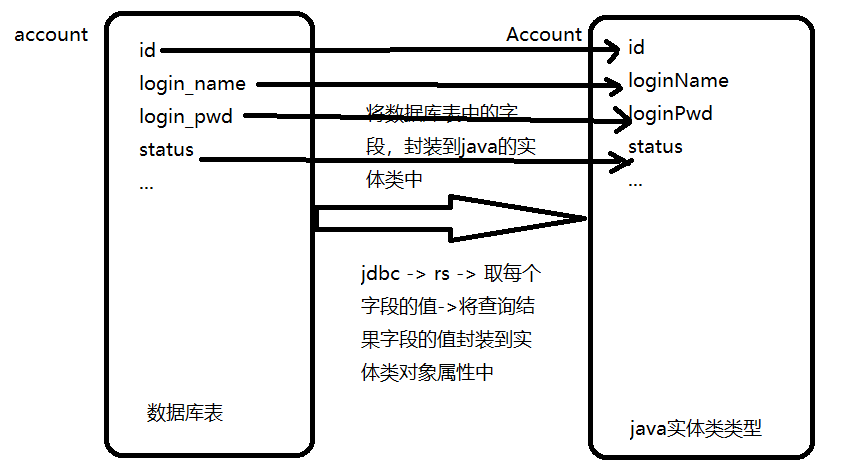 account
id
login_name
login_pwd
status
...
数据库表
将数据库表中的字
段，封装到java的实
体类中
jdbc -> rs -> 取每个
字段的值->将查询结
果字段的值封装到实
体类对象属性中
Account
id
loginName
loginPwd
status
...
java实体类类型